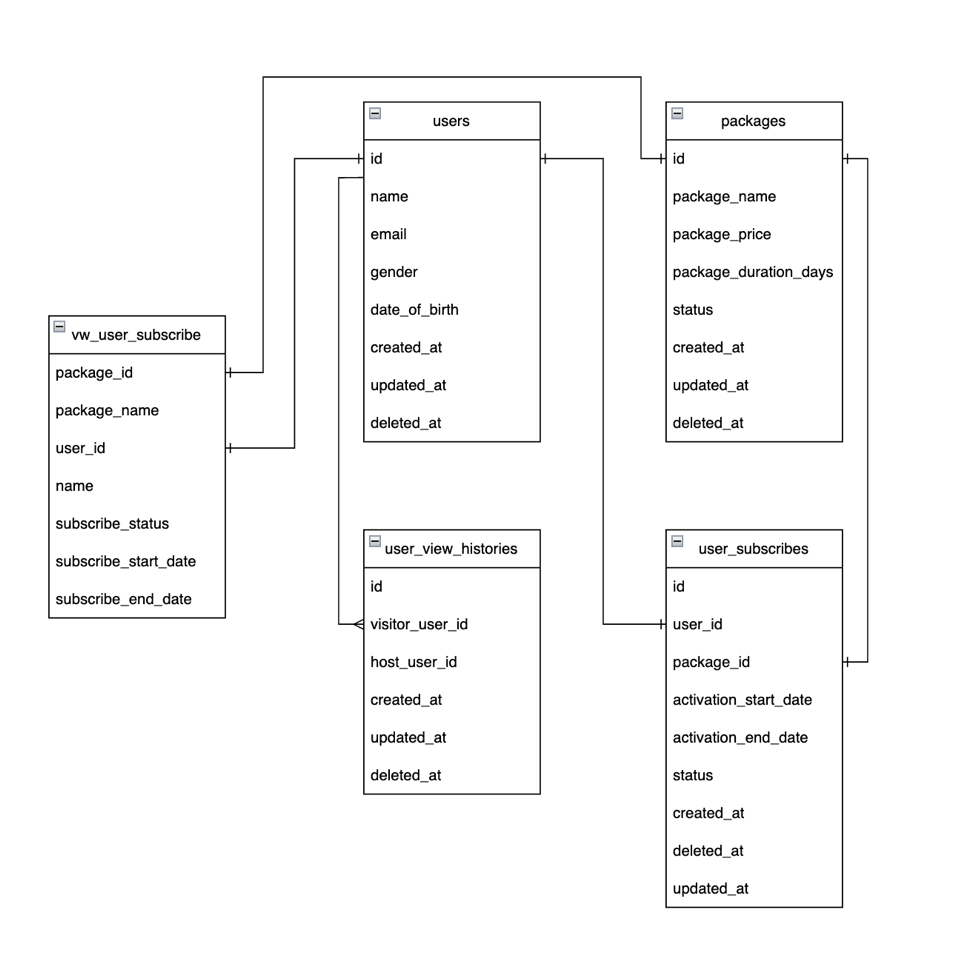 users
id
name
email
gender
date_of_birth
created_at
updated_at
deleted_at
packages
id
package_name
package_price
package_duration_days
status
created_at
updated_at
deleted_at
vw_user_subscribe
package_id
package_name
user_id
name
subscribe_status
subscribe_start_date
subscribe_end_date
user_view_histories
id
visitor_user_id
host_user_id
created_at
updated_at
deleted_at
user_subscribes
id
user_id
package_id
activation_start_date
activation_end_date
status
created_at
deleted_at
updated_at